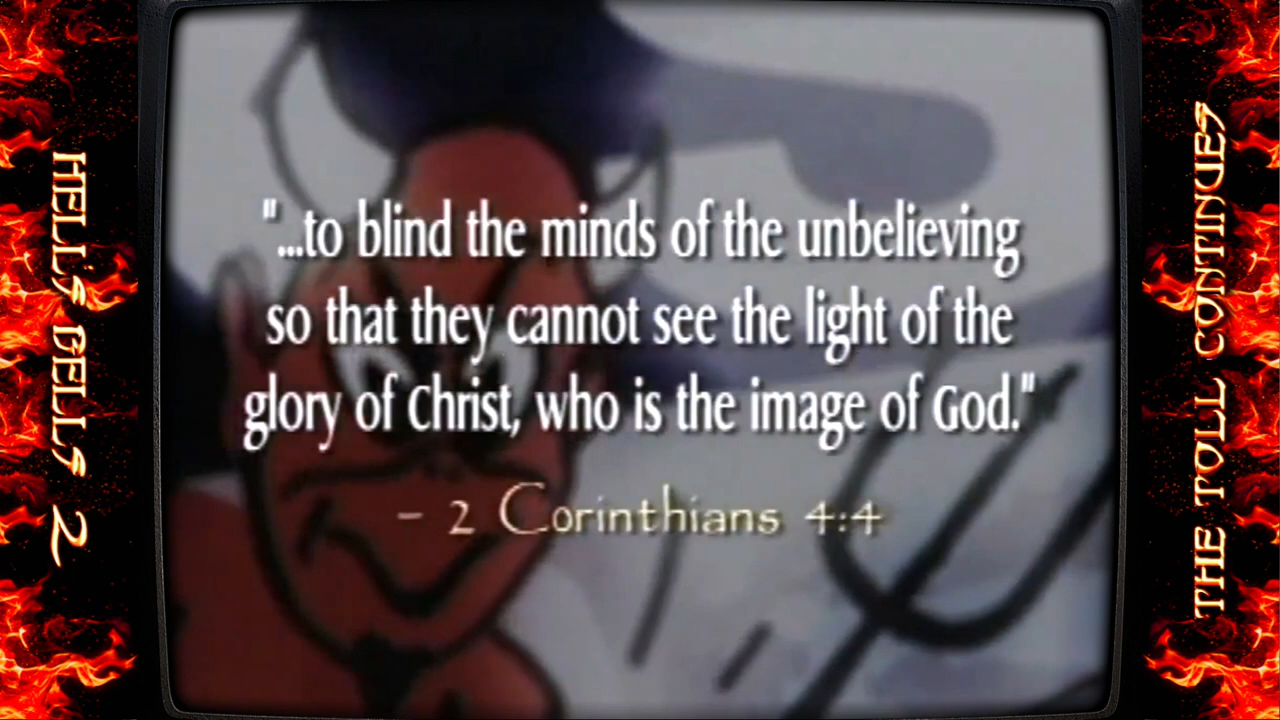 HELL'S BELLS 2
"...to blind the minds of the unbelieving
so that they cannot see the light of the
glory of Christ, who is the image of God."
- 2 Corinthians 4:4
THE TOLL CONTINUES